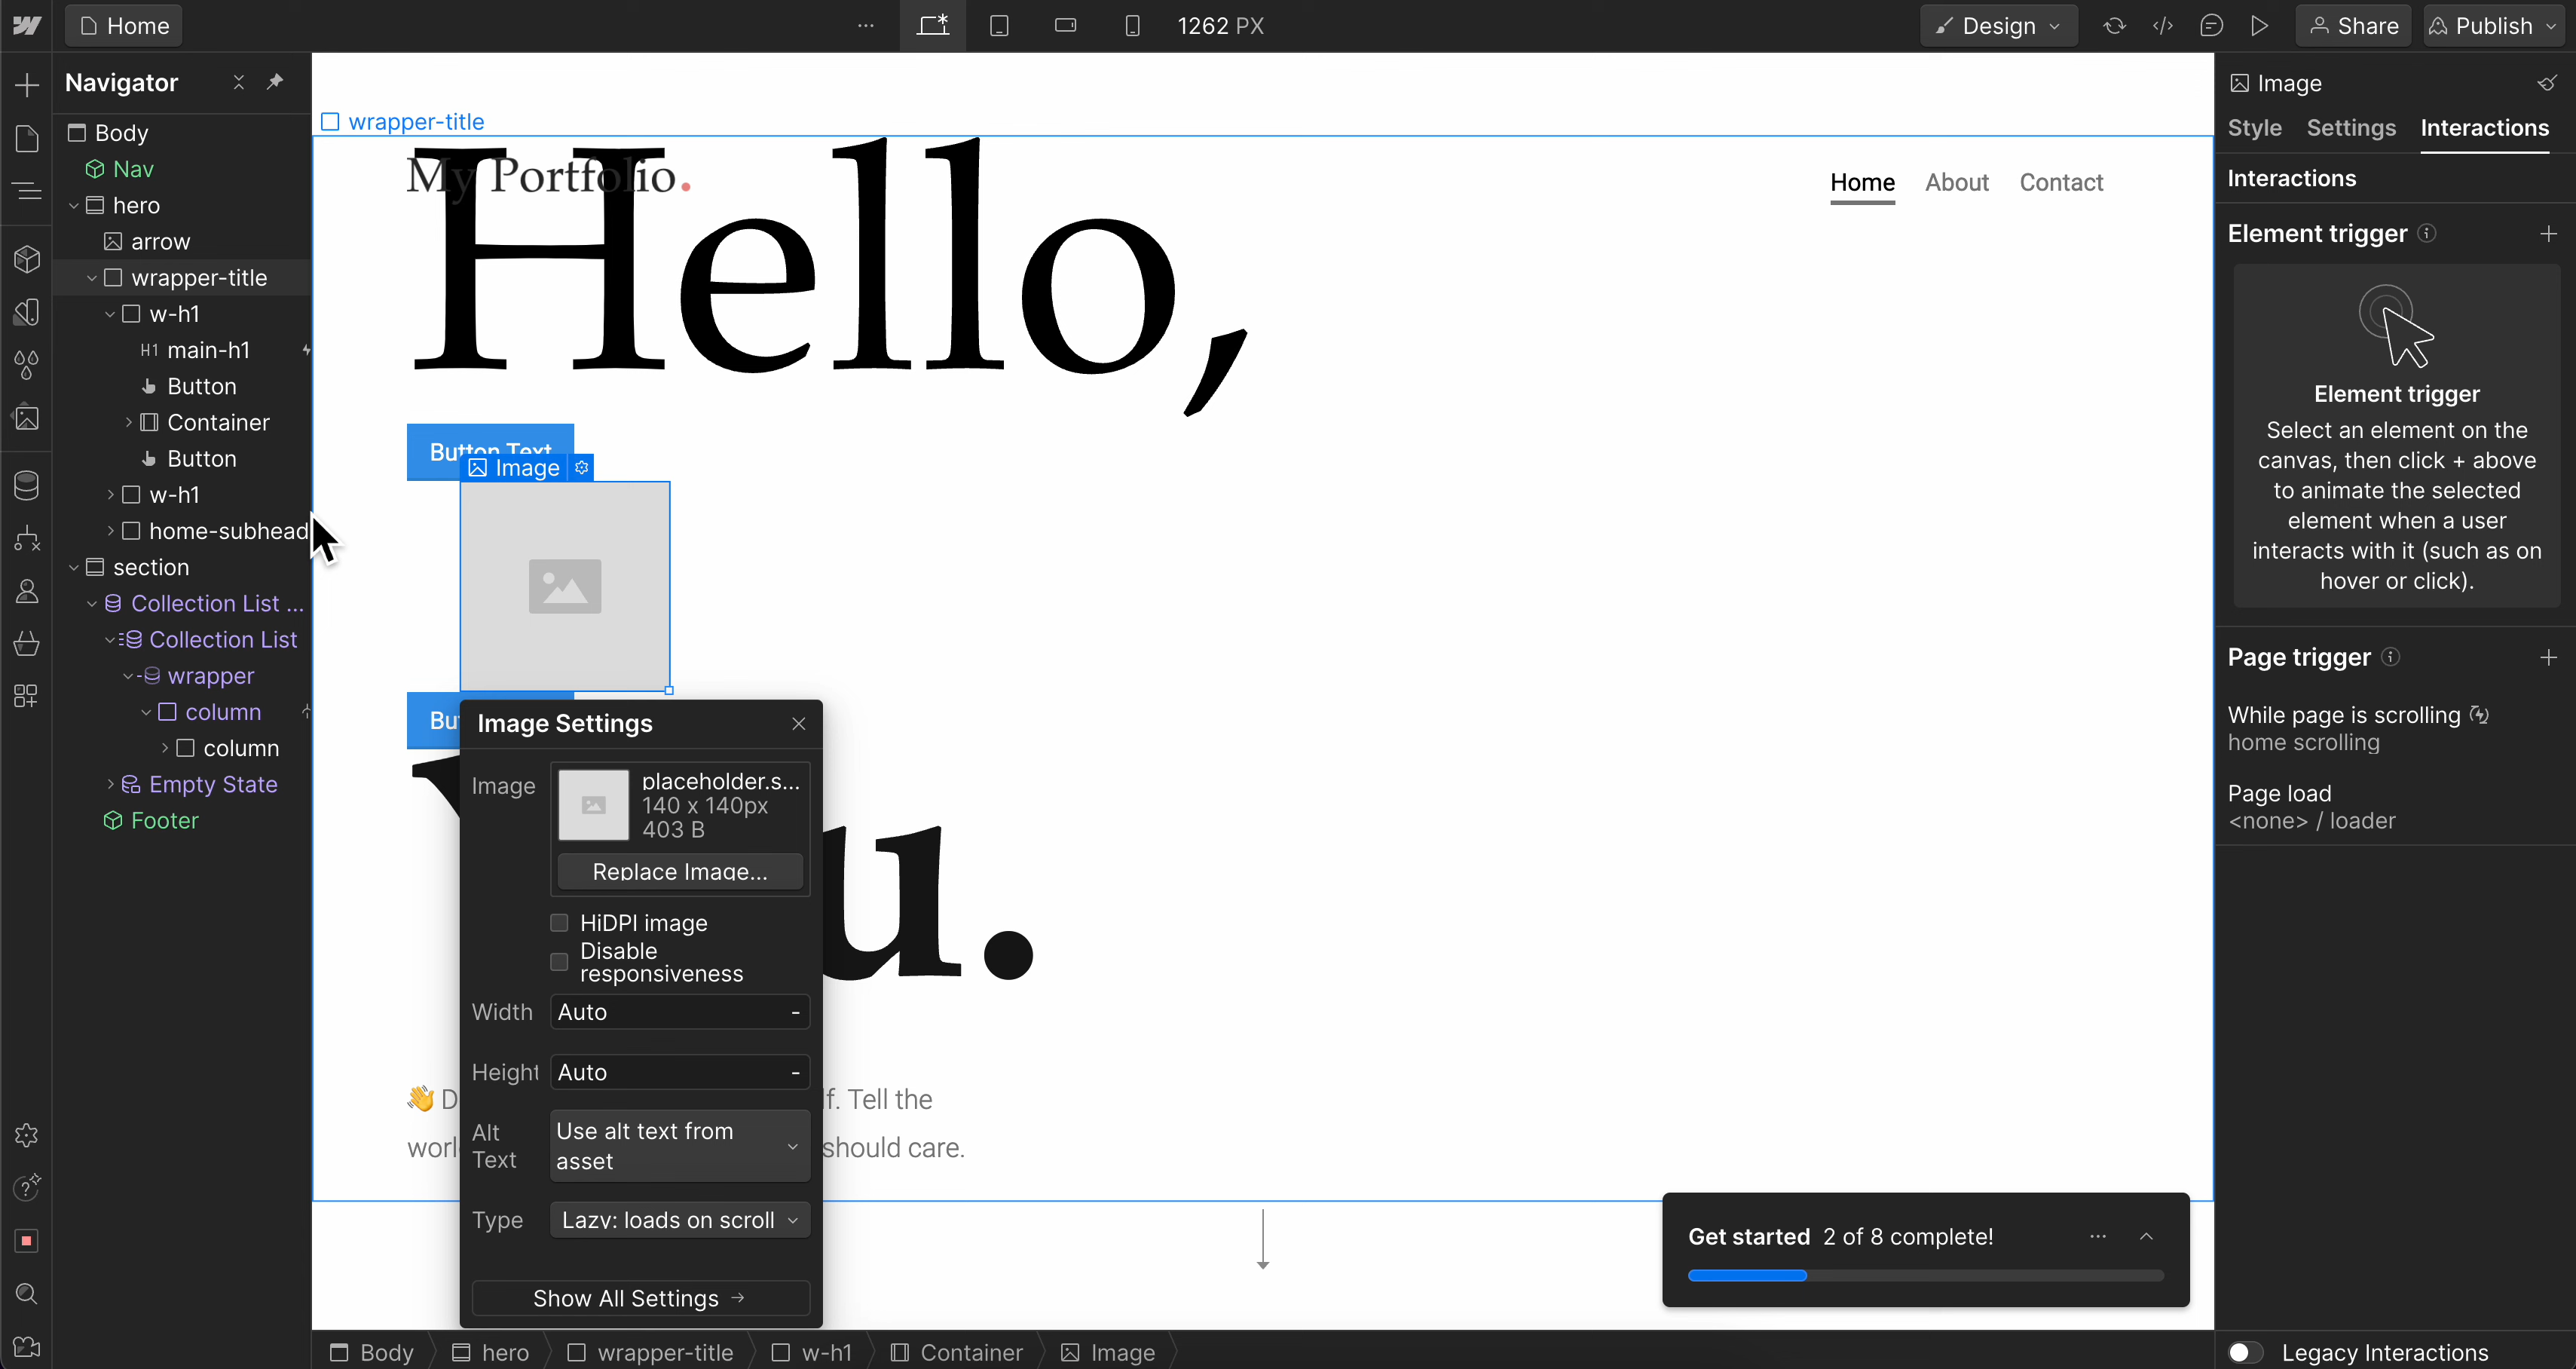 Home
1262 PX
Design
Share
Publish
Navigator
Body
Nav
hero
arrow
wrapper-title
w-h1
H1 main-h1
Button
Container
Button
w-h1
home-subhead
section
Collection List ...
Collection List
wrapper
column
column
Empty State
Footer
wrapper-title
My Portfolio.
Home
About
Contact
Hello,
Button Text
Image
u.
Image Settings
Image
placeholder.s...
140 x 140px
403 B
Replace Image...
HiDPI image
Disable
responsiveness
Width
Auto
-
Height
Auto
-
Alt
Text
Use alt text from
asset
Type
Lazy: loads on scroll
Show All Settings →
👋 D
f. Tell the
worl
should care.
Get started 2 of 8 complete!
...
Body
hero
wrapper-title
w-h1
Container
Image
Image
Style
Settings
Interactions
Interactions
Element trigger
Element trigger
Select an element on the
canvas, then click + above
to animate the selected
element when a user
interacts with it (such as on
hover or click).
Page trigger
While page is scrolling
home scrolling
Page load
<none> / loader
Legacy Interactions